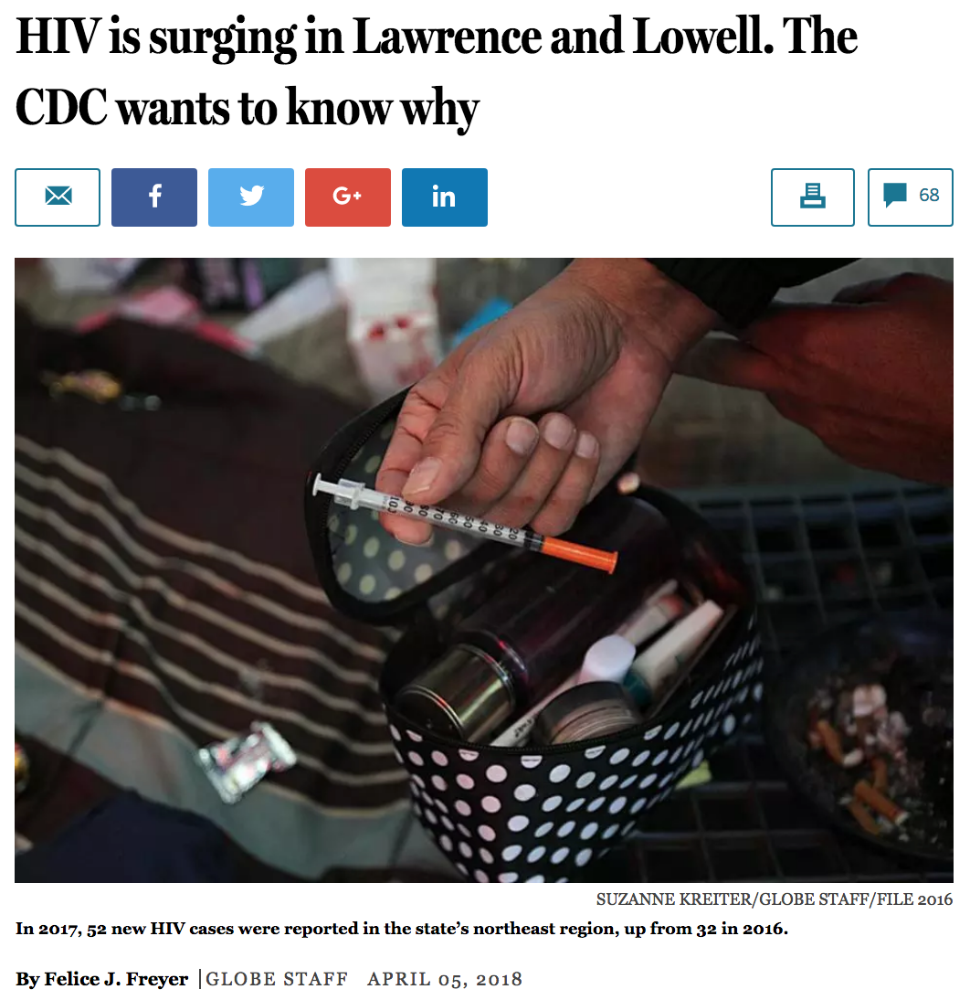 HIV is surging in Lawrence and Lowell. The
CDC wants to know why
f
G+
in
68
SUZANNE KREITER/GLOBE STAFF/FILE 2016
In 2017, 52 new HIV cases were reported in the state’s northeast region, up from 32 in 2016.
By Felice J. Freyer | GLOBE STAFF APRIL 05, 2018